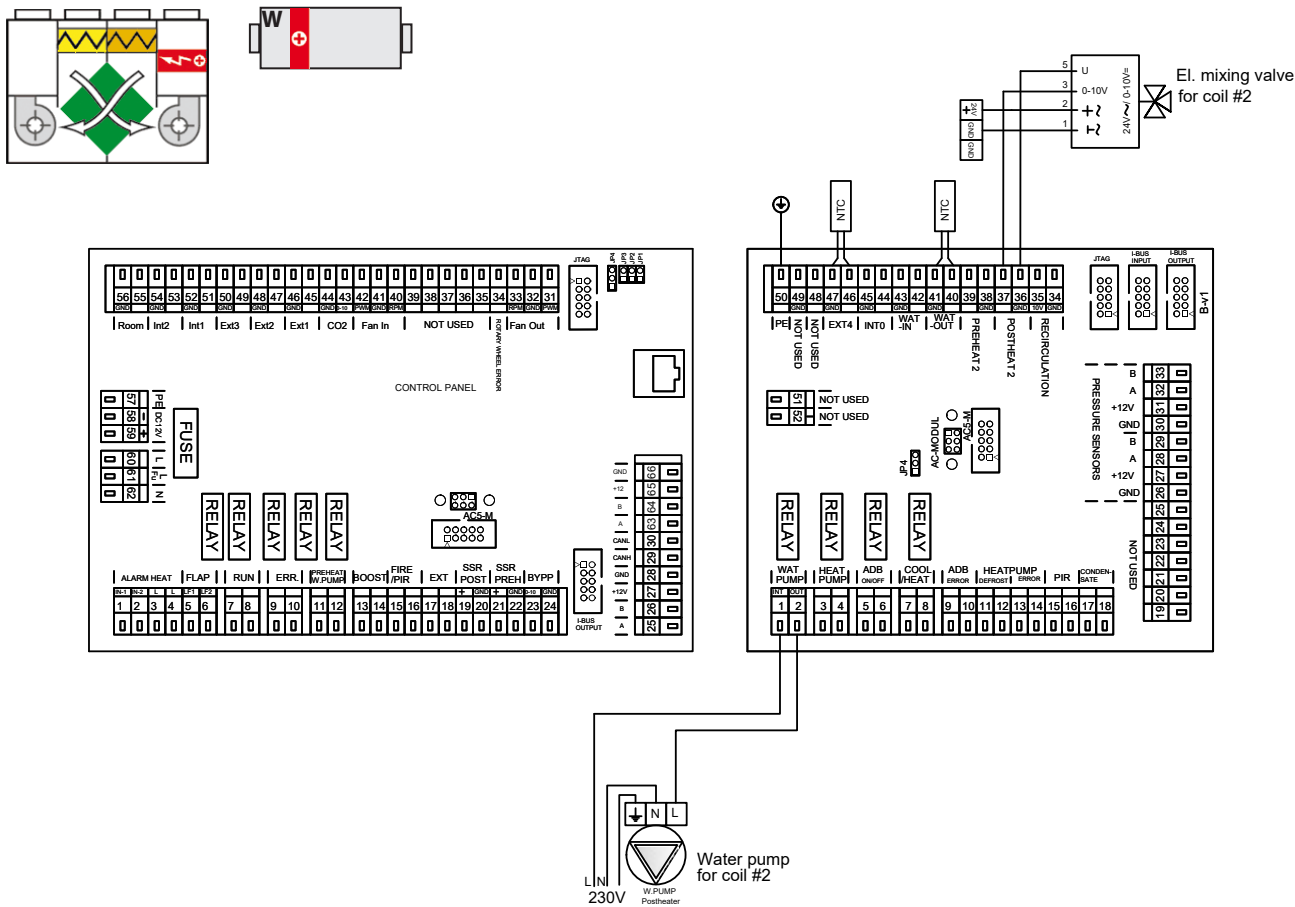 W
5 U
El. mixing valve
for coil #2
3 0-10V
2 +~
1
24V~/ 0-10V=
+ 24V
GND
GND
NTC
NTC
JTAG
JP4
JP3
JP2
JP1
56 55 54 53 52 51 50 49 48 47 46 45 44 43 42 41 40 39 38 37 36 35 34 33 32 31
GND GND GND GND GND GND GND 0-10 PWM GND RPM RPM GND PWM
Room Int2 Int1 Ext3 Ext2 Ext1 CO2 Fan In NOT USED ROTARY WHEEL ERROR Fan Out
CONTROL PANEL
57 PE
58 - DC12V
59 +
60 L
61 L Fu
62 N
FUSE
RELAY RELAY RELAY RELAY RELAY
AC5-M
I-BUS
OUTPUT
GND 66
+12 65
B 64
A 63
CANL 30
CANH 29
GND 28
+12V 27
B 26
A 25
ALARM HEAT FLAP RUN ERR. PREHEAT W.PUMP BOOST FIRE /PIR EXT SSR POST SSR PREH BYPP
IN-1 IN-2 L L LF1 LF2 + GND + GND 0-10 GND
1 2 3 4 5 6 7 8 9 10 11 12 13 14 15 16 17 18 19 20 21 22 23 24
JTAG
I-BUS
INPUT
I-BUS
OUTPUT
B-v1
50 49 48 47 46 45 44 43 42 41 40 39 38 37 36 35 34
GND GND GND GND GND GND GND 10V GND
PE NOT USED NOT USED EXT4 INT0 WAT -IN WAT -OUT PREHEAT 2 POSTHEAT 2 RECIRCULATION
51 NOT USED
52 NOT USED
AC-MODUL
AC5-M
JP4
PRESSURE SENSORS
B 33
A 32
+12V 31
GND 30
B 29
A 28
+12V 27
GND 26
25
24
23
22
21
20
19
NOT USED
RELAY RELAY RELAY RELAY
WAT PUMP HEAT PUMP ADB ON/OFF COOL /HEAT ADB ERROR HEATPUMP DEFROST ERROR PIR CONDEN- SATE
INT OUT
1 2 3 4 5 6 7 8 9 10 11 12 13 14 15 16 17 18
N L
Water pump
for coil #2
L N
230V
W.PUMP
Postheater